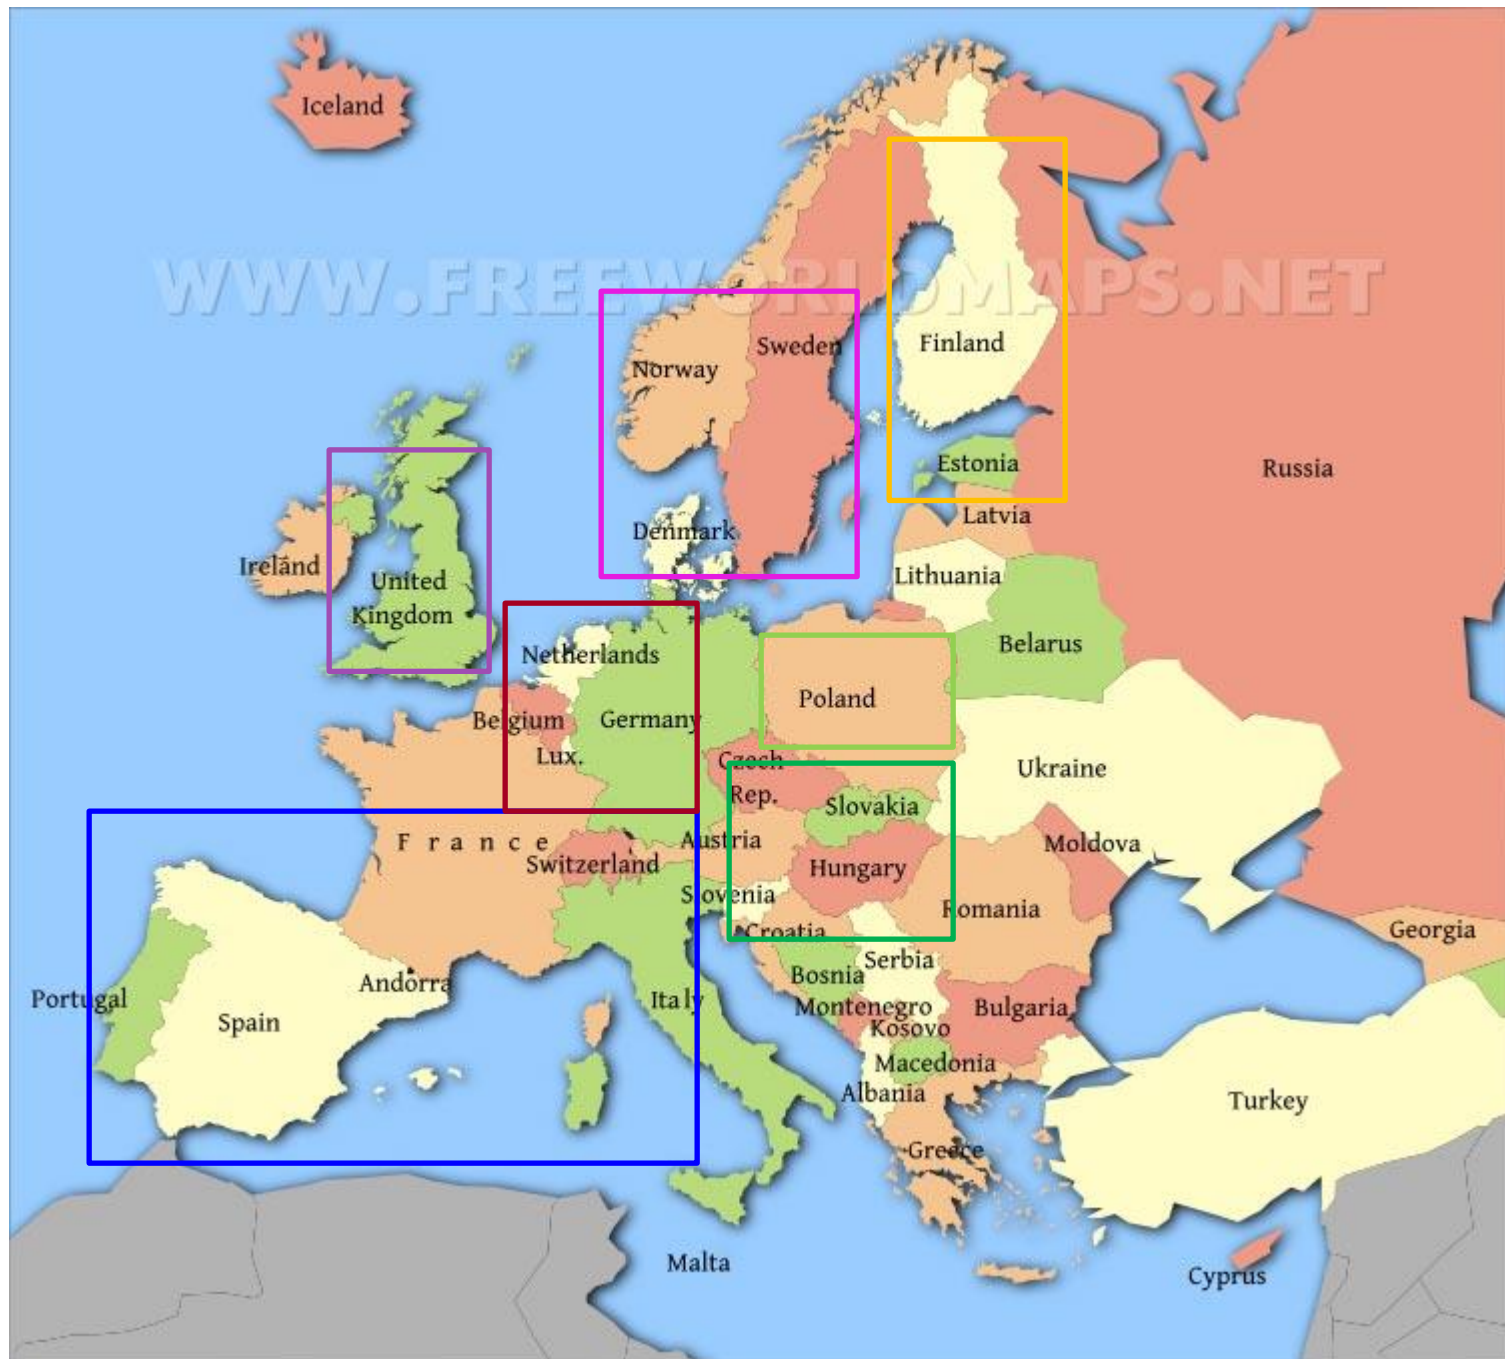 Iceland
WWW.FREEWORLDMAPS.NET
Finland
Sweden
Norway
Estonia
Russia
Latvia
Denmark
Ireland
United
Kingdom
Lithuania
Belarus
Netherlands
Poland
Belgium
Germany
Lux.
Czech
Rep.
Ukraine
Slovakia
France
Austria
Moldova
Switzerland
Hungary
Slovenia
Romania
Croatia
Georgia
Serbia
Bosnia
Andorra
Portugal
Spain
Italy
Montenegro
Bulgaria
Kosovo
Macedonia
Albania
Turkey
Greece
Malta
Cyprus